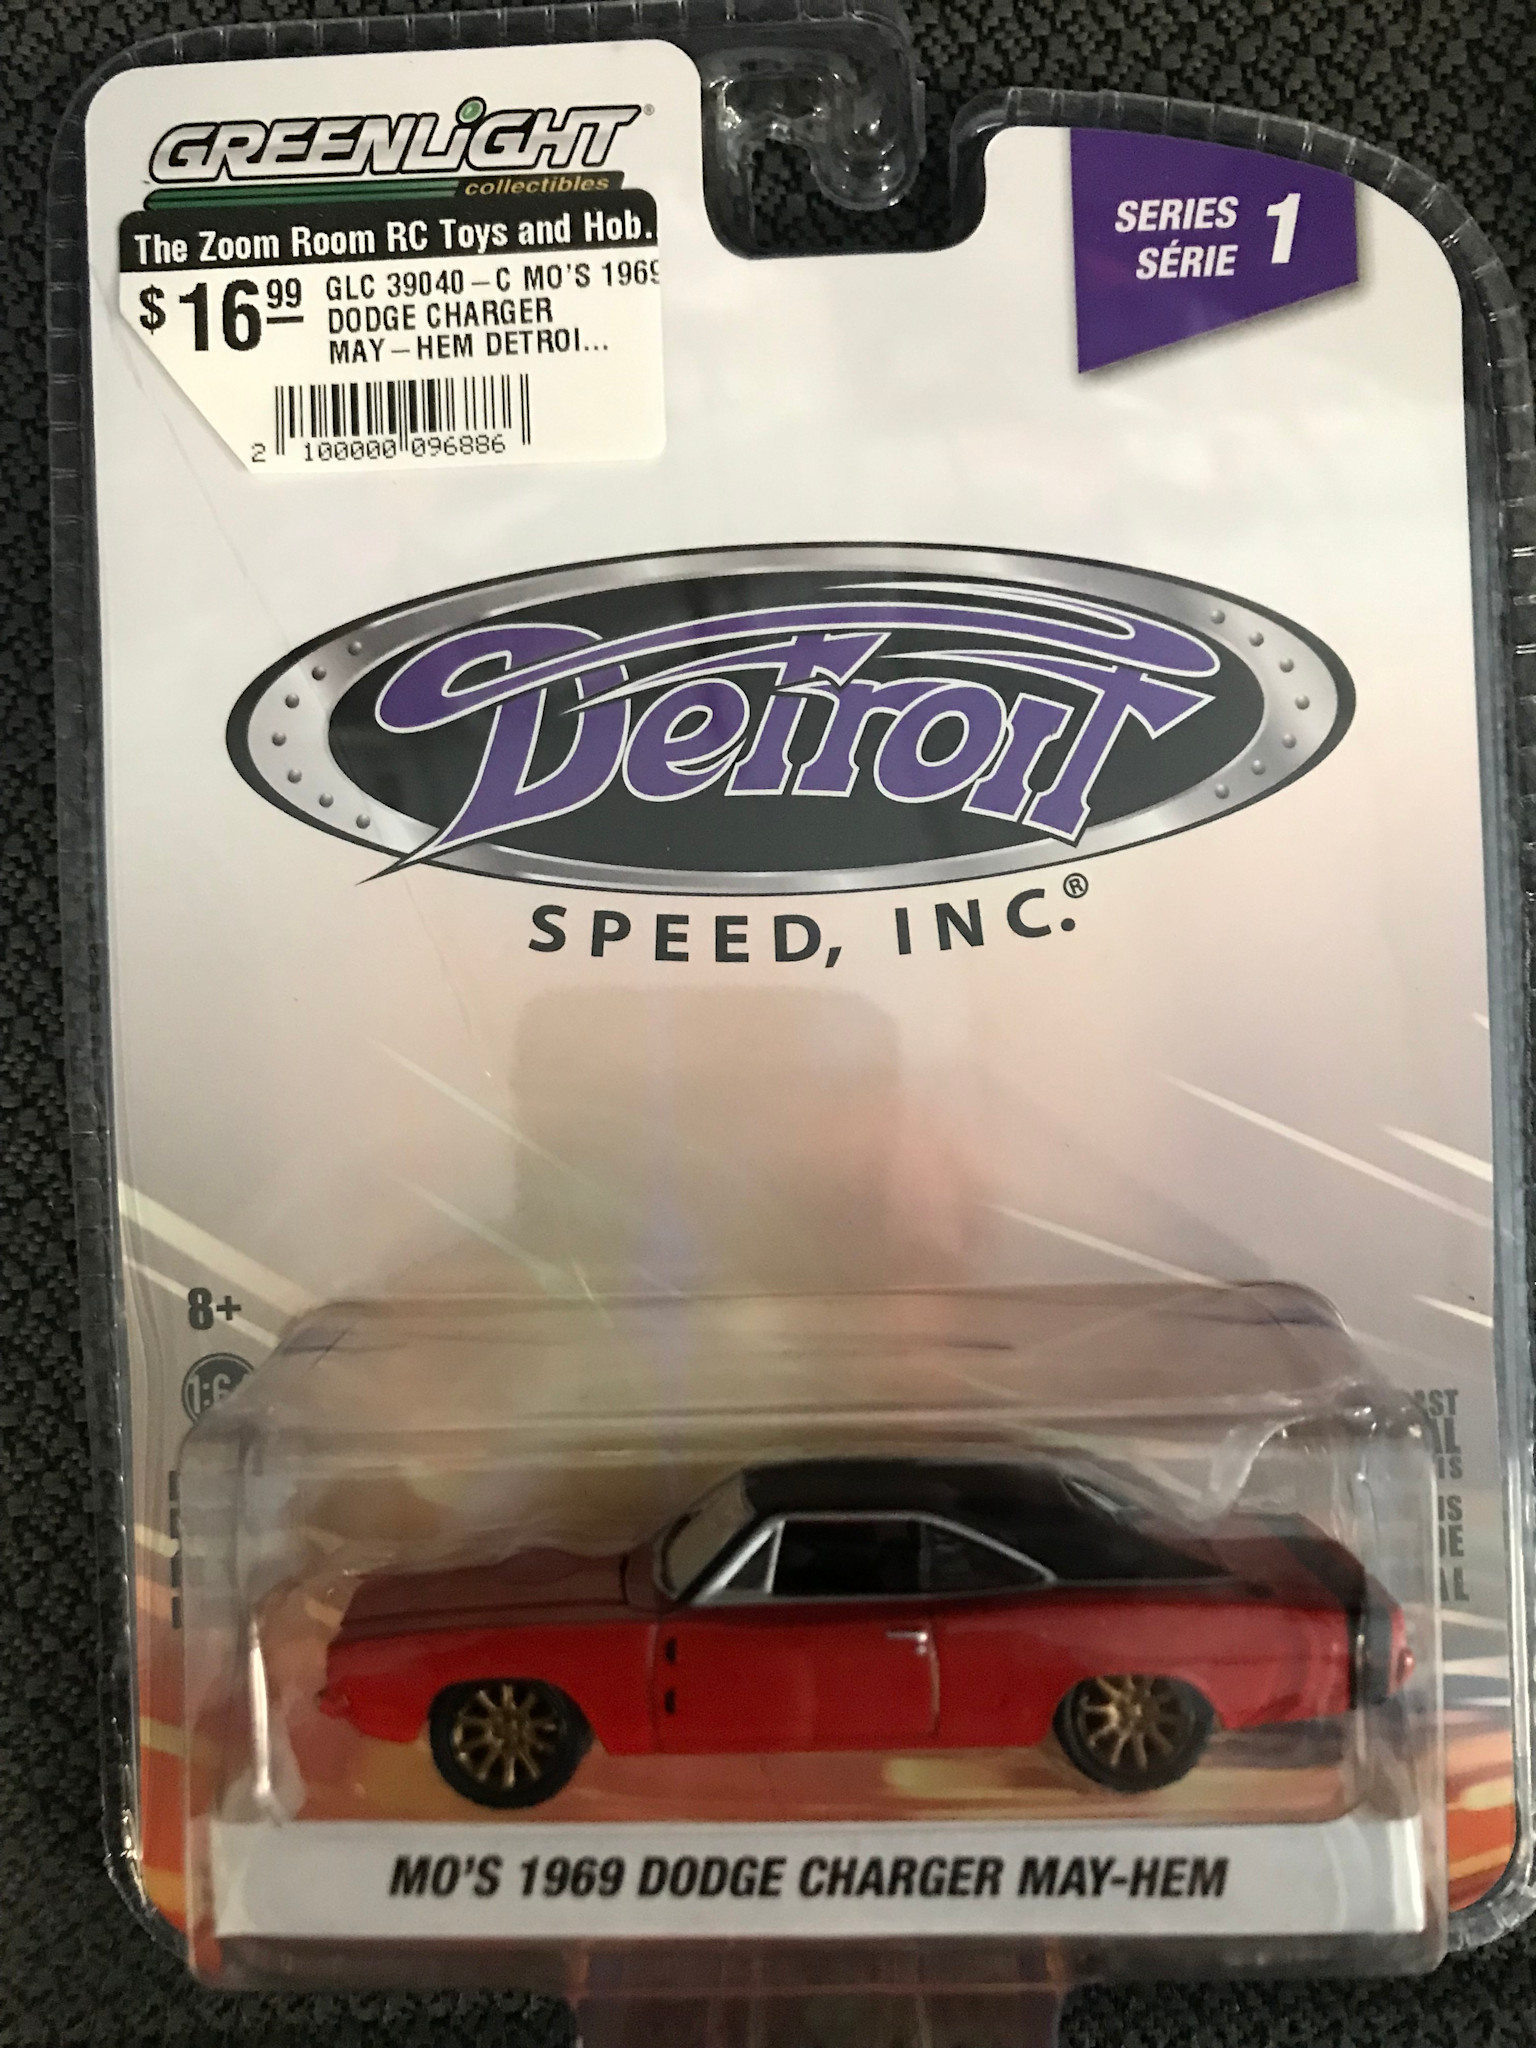 GREENLiGHT®
collectibles
The Zoom Room RC Toys and Hob.
$16.99
GLC 39040-C MO'S 1969
DODGE CHARGER
MAY-HEM DETROI...
2 100000 096886
SERIES
SÉRIE
1
Detroit
SPEED, INC.®
8+
MO'S 1969 DODGE CHARGER MAY-HEM